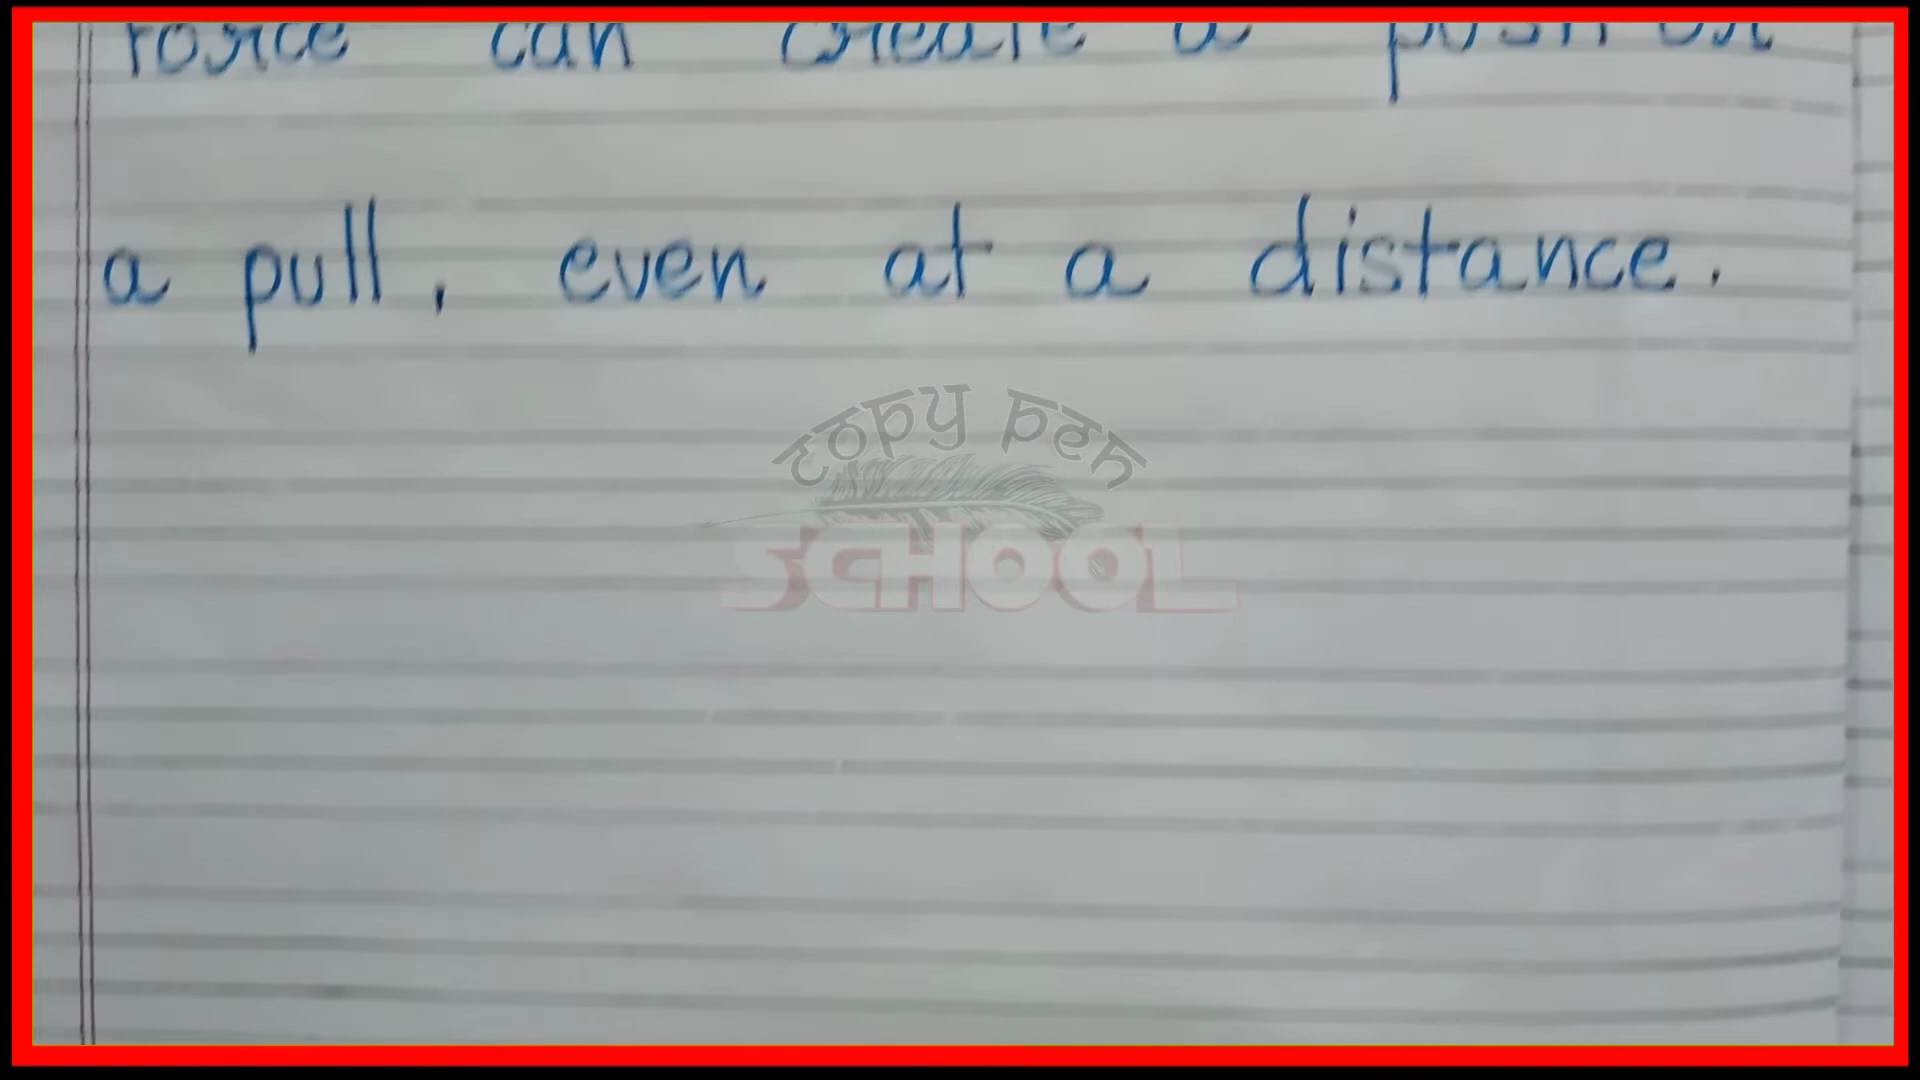 force can create a push or
a pull, even at a distance.
copy pen
SCHOOL